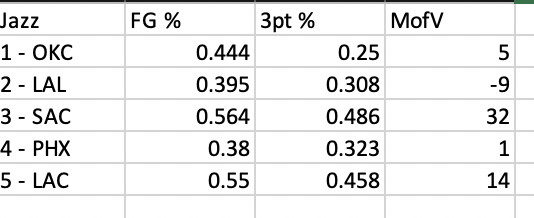 Jazz FG % 3pt % MofV
1 - OKC 0.444 0.25 5
2 - LAL 0.395 0.308 -9
3 - SAC 0.564 0.486 32
4 - PHX 0.38 0.323 1
5 - LAC 0.55 0.458 14